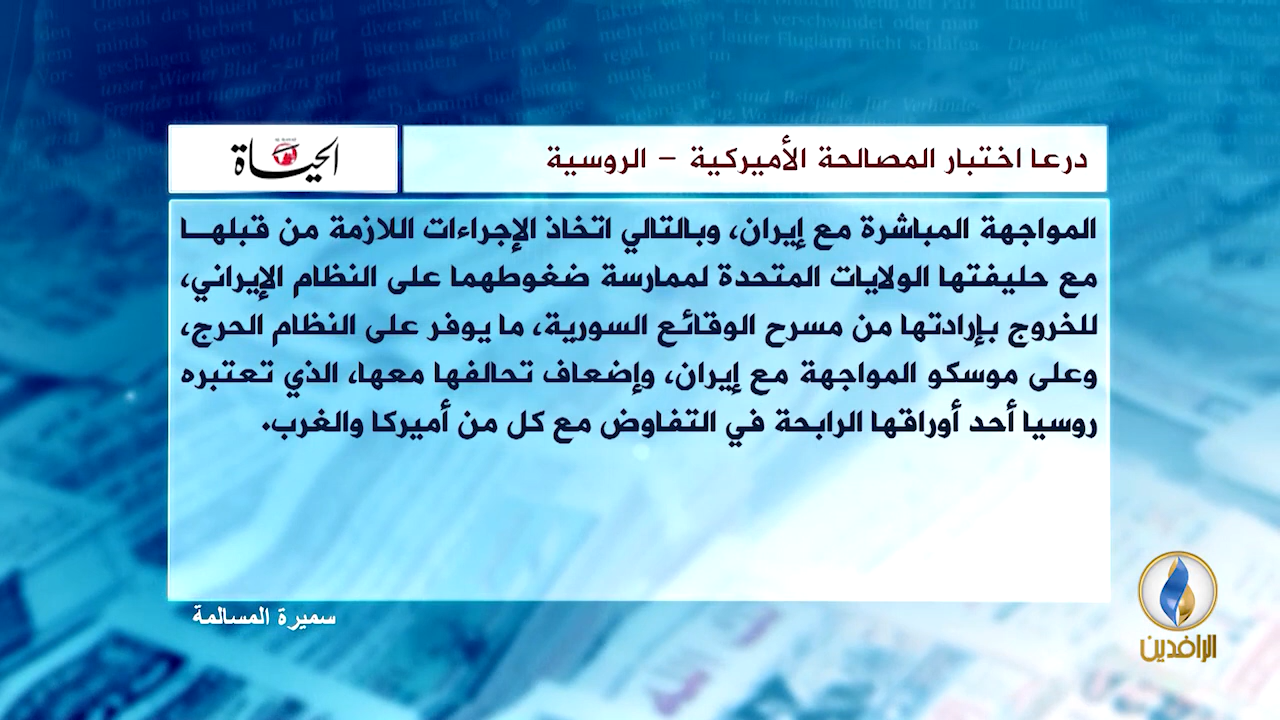 درعا اختبار المصالحة الأميركية – الروسية
الحياة
المواجهة المباشرة مع إيران، وبالتالي اتخاذ الإجراءات اللازمة من قبلهـــا
مع حليفتها الولايات المتحدة لممارسة ضغوطهما على النظام الإيراني،
للخروج بإرادتها من مسرح الوقائع السورية، ما يوفر على النظام الحرج،
وعلى موسكو المواجهة مع إيران، وإضعاف تحالفها معها، الذي تعتبره
روسيا أحد أوراقها الرابحة في التفاوض مع كل من أميركا والغرب.
سميرة المسالمة
الرافدين